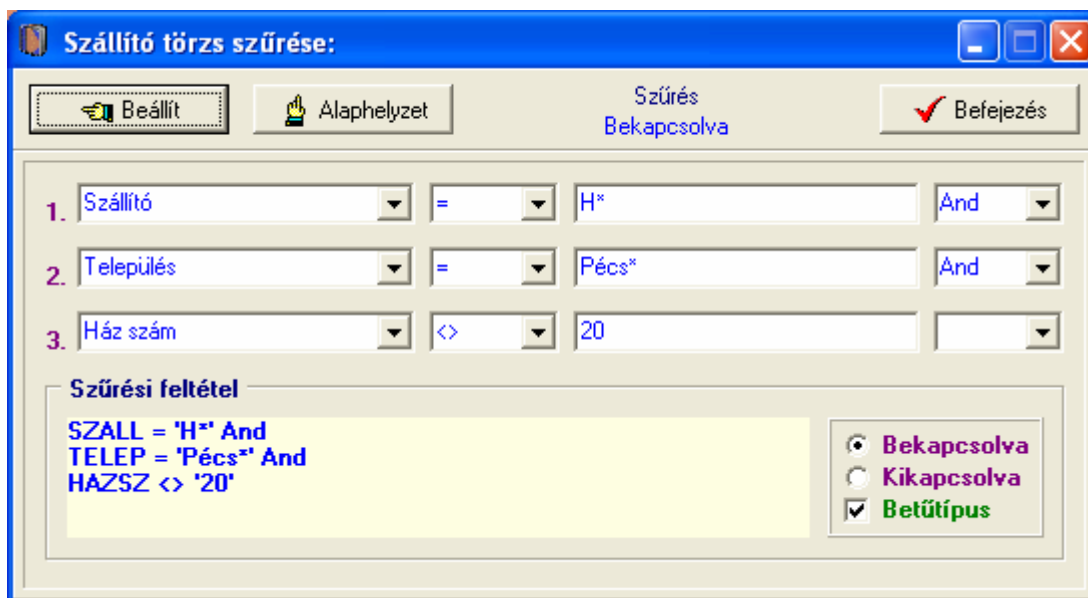 Szállító törzs szűrése:
Beállít Alaphelyzet Szűrés Bekapcsolva Befejezés
1. Szállító = H* And
2. Település = Pécs* And
3. Ház szám <> 20
Szűrési feltétel
SZALL = 'H*' And
TELEP = 'Pécs*' And
HAZSZ <> '20'
Bekapcsolva
Kikapcsolva
Betűtípus